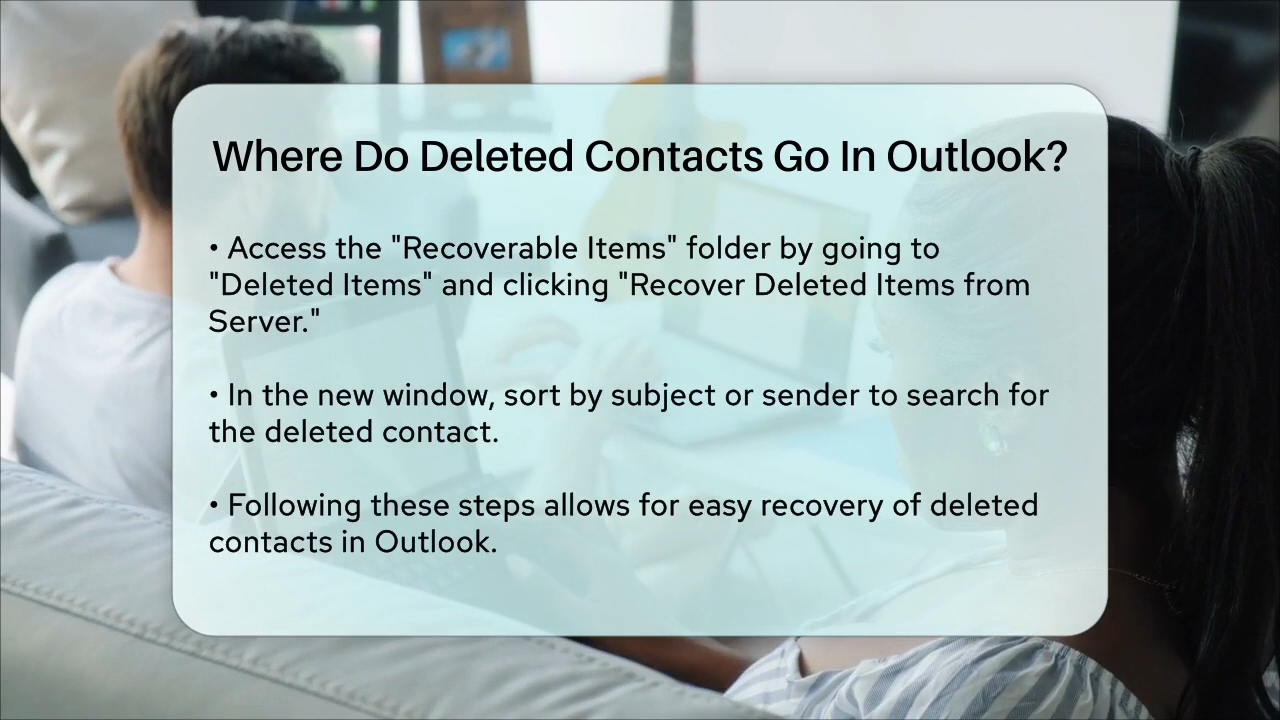 Where Do Deleted Contacts Go In Outlook?
• Access the "Recoverable Items" folder by going to
"Deleted Items" and clicking "Recover Deleted Items from
Server."
• In the new window, sort by subject or sender to search for
the deleted contact.
• Following these steps allows for easy recovery of deleted
contacts in Outlook.